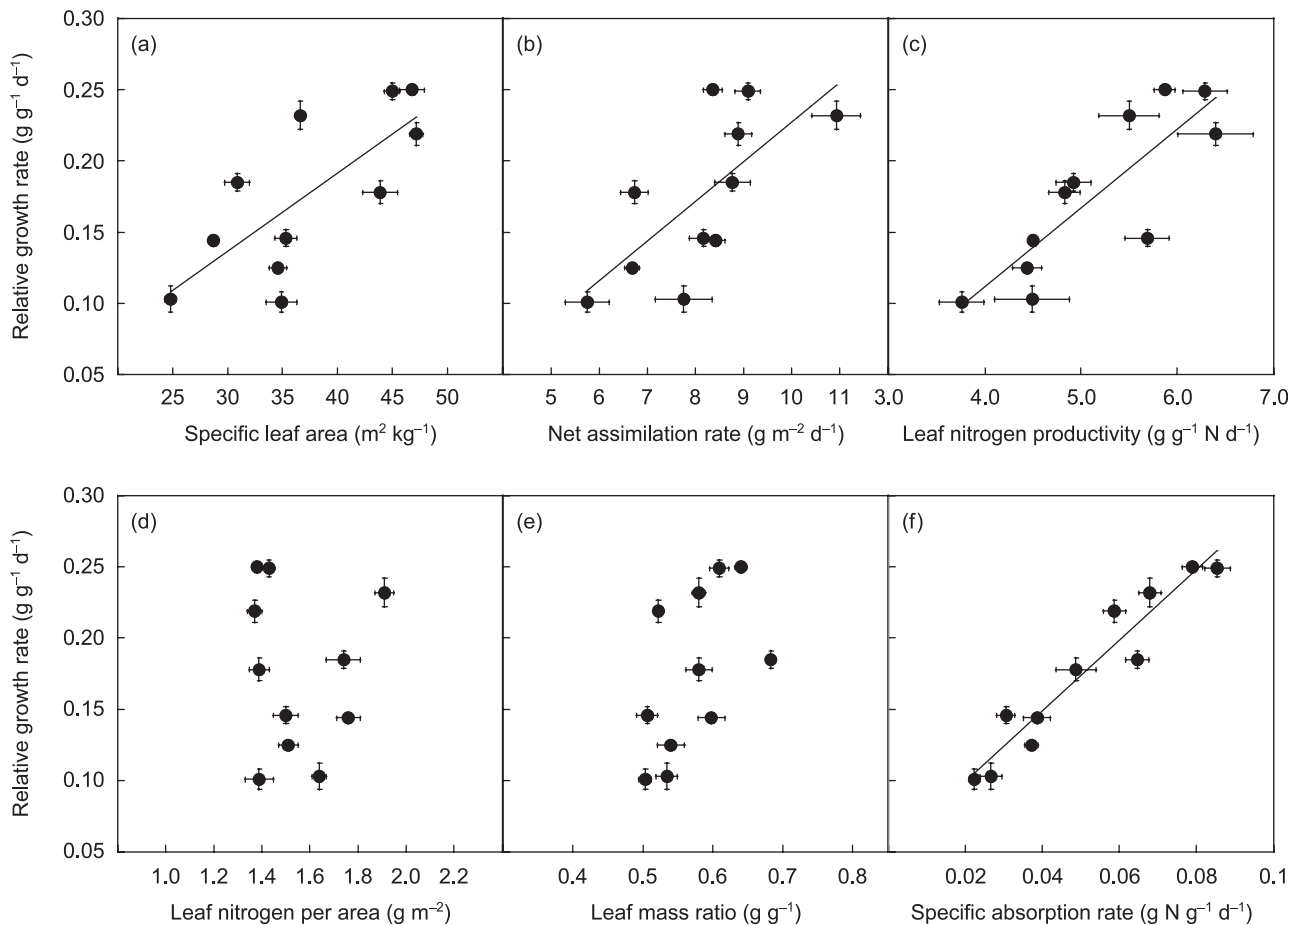 Relative growth rate (g g⁻¹ d⁻¹)
0.30
0.25
0.20
0.15
0.10
0.05
(a)
(b)
(c)
25 30 35 40 45 50
5 6 7 8 9 10 11
3.0 4.0 5.0 6.0 7.0
Specific leaf area (m² kg⁻¹)
Net assimilation rate (g m⁻² d⁻¹)
Leaf nitrogen productivity (g g⁻¹ N d⁻¹)
Relative growth rate (g g⁻¹ d⁻¹)
0.30
0.25
0.20
0.15
0.10
0.05
(d)
(e)
(f)
1.0 1.2 1.4 1.6 1.8 2.0 2.2
0.4 0.5 0.6 0.7 0.8
0.02 0.04 0.06 0.08 0.1
Leaf nitrogen per area (g m⁻²)
Leaf mass ratio (g g⁻¹)
Specific absorption rate (g N g⁻¹ d⁻¹)